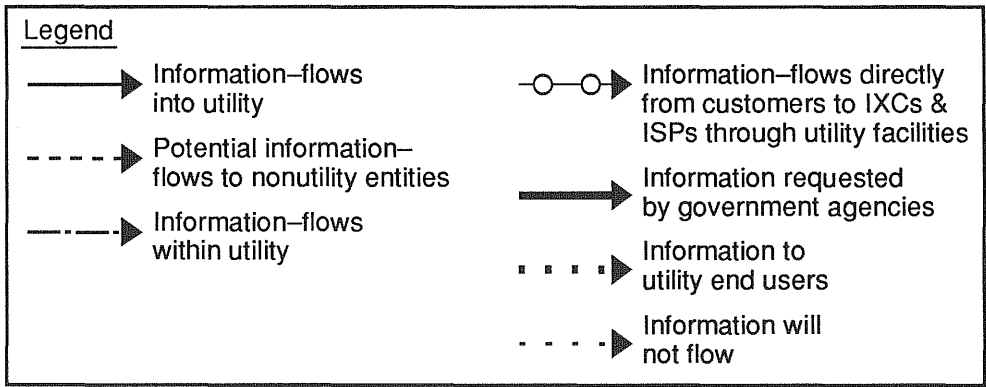 Legend
Information–flows
into utility
Potential information–
flows to nonutility entities
Information–flows
within utility
Information–flows directly
from customers to IXCs &
ISPs through utility facilities
Information requested
by government agencies
Information to
utility end users
Information will
not flow